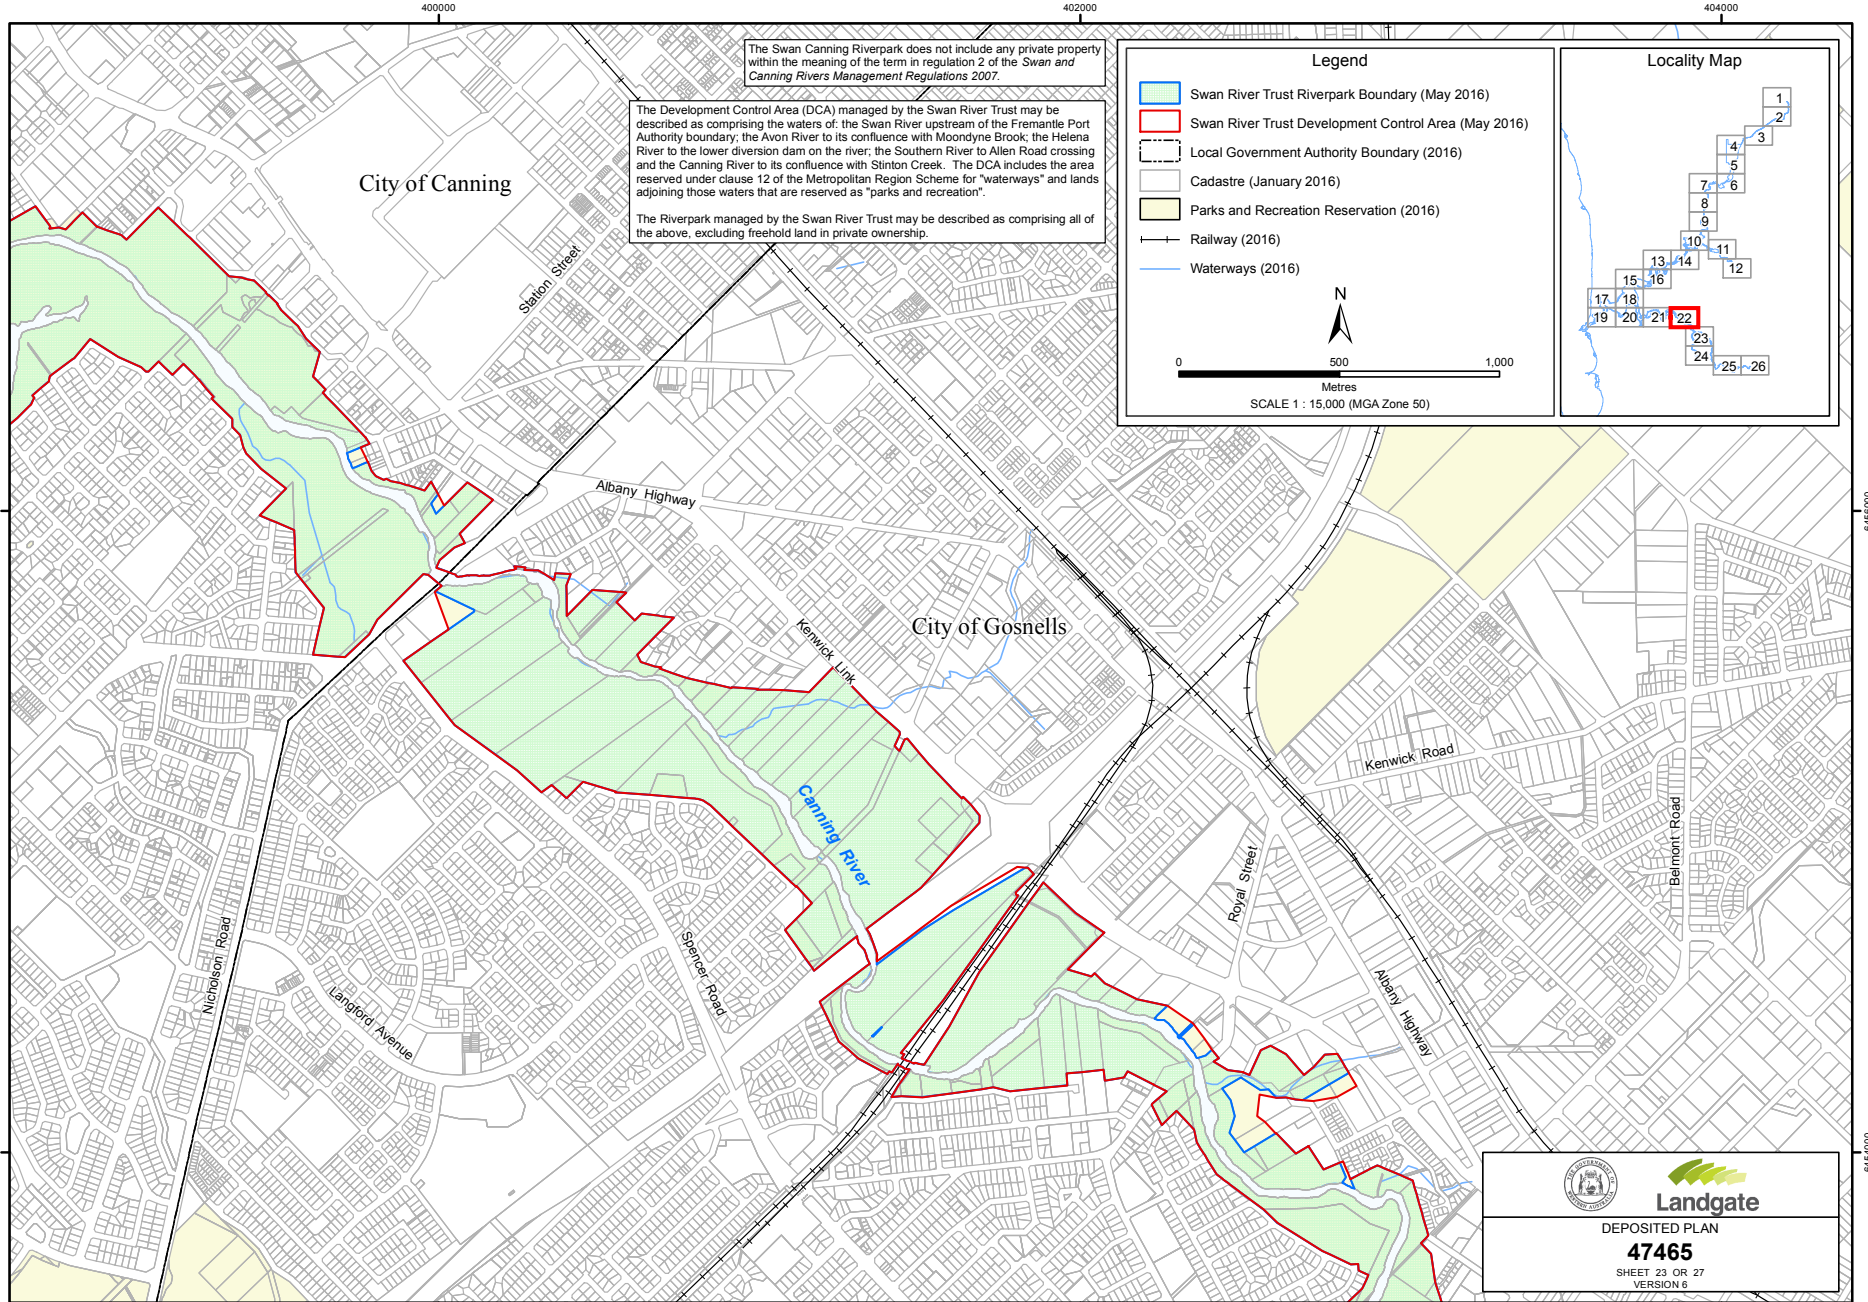 400000
402000
404000
The Swan Canning Riverpark does not include any private property
within the meaning of the term in regulation 2 of the Swan and
Canning Rivers Management Regulations 2007.
The Development Control Area (DCA) managed by the Swan River Trust may be
described as comprising the waters of: the Swan River upstream of the Fremantle Port
Authority boundary; the Avon River to its confluence with Moondyne Brook; the Helena
River to the lower diversion dam on the river; the Southern River to Allen Road crossing
and the Canning River to its confluence with Stinton Creek. The DCA includes the area
reserved under clause 12 of the Metropolitan Region Scheme for "waterways" and lands
adjoining those waters that are reserved as "parks and recreation".
The Riverpark managed by the Swan River Trust may be described as comprising all of
the above, excluding freehold land in private ownership.
Legend
Swan River Trust Riverpark Boundary (May 2016)
Swan River Trust Development Control Area (May 2016)
Local Government Authority Boundary (2016)
Cadastre (January 2016)
Parks and Recreation Reservation (2016)
Railway (2016)
Waterways (2016)
N
0 500 1,000
Metres
SCALE 1 : 15,000 (MGA Zone 50)
Locality Map
1
2
3
4
5
7 6
8
9
10
11
13 14
12
15 16
17 18
19 20 21 22
23
24
25 26
City of Canning
Station Street
Albany Highway
6456000
City of Gosnells
Kenwick Link
Kenwick Road
Canning River
Belmont Road
Royal Street
Nicholson Road
Spencer Road
Langford Avenue
Albany Highway
6454000
THE GOVERNMENT OF
WESTERN AUSTRALIA
Landgate
DEPOSITED PLAN
47465
SHEET 23 OR 27
VERSION 6